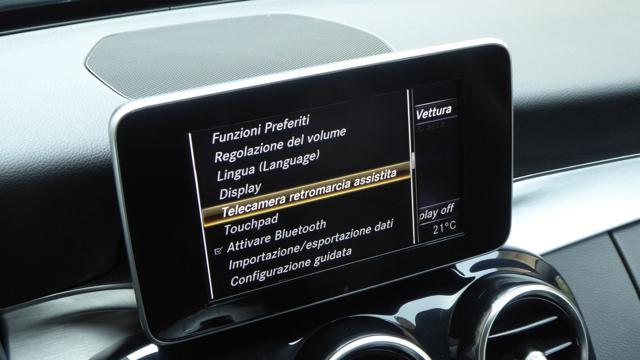 Funzioni Preferiti
Regolazione del volume
Lingua (Language)
Display
Telecamera retromarcia assistita
Touchpad
Attivare Bluetooth
Importazione/esportazione dati
Configurazione guidata
Vettura
play off
21°C